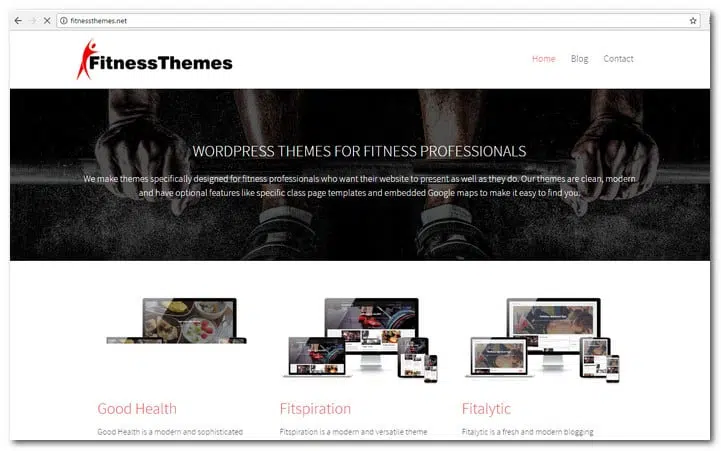 fitnessthemes.net
FitnessThemes
Home Blog Contact
WORDPRESS THEMES FOR FITNESS PROFESSIONALS
We make themes specifically designed for fitness professionals who want their website to present as well as they do. Our themes are clean, modern
and have optional features like specific class page templates and embedded Google maps to make it easy to find you.
Good Health Fitspiration Fitalytic
Good Health is a modern and sophisticated Fitspiration is a modern and versatile theme Fitalytic is a fresh and modern blogging